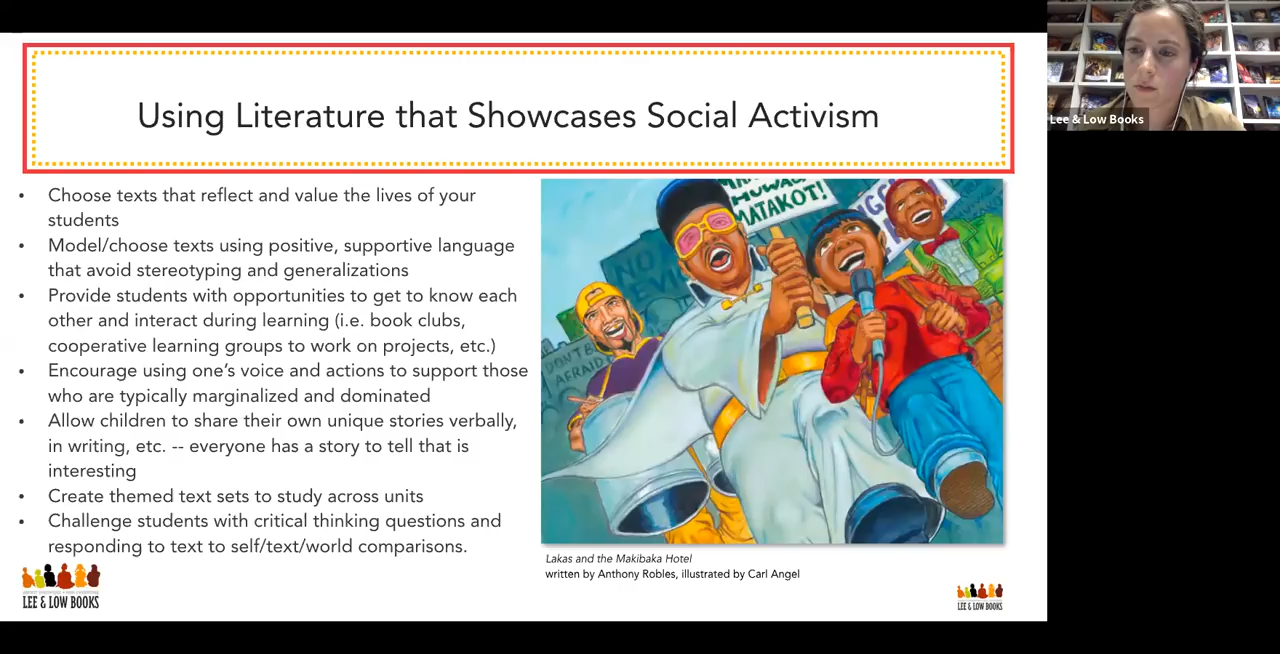 Using Literature that Showcases Social Activism
• Choose texts that reflect and value the lives of your
students
• Model/choose texts using positive, supportive language
that avoid stereotyping and generalizations
• Provide students with opportunities to get to know each
other and interact during learning (i.e. book clubs,
cooperative learning groups to work on projects, etc.)
• Encourage using one's voice and actions to support those
who are typically marginalized and dominated
• Allow children to share their own unique stories verbally,
in writing, etc. -- everyone has a story to tell that is
interesting
• Create themed text sets to study across units
• Challenge students with critical thinking questions and
responding to text to self/text/world comparisons.
LEE & LOW BOOKS
MATAKOT!
NO
DON'T B
AFRAID
Lakas and the Makibaka Hotel
written by Anthony Robles, illustrated by Carl Angel
LEE & LOW BOOKS
Lee & Low Books